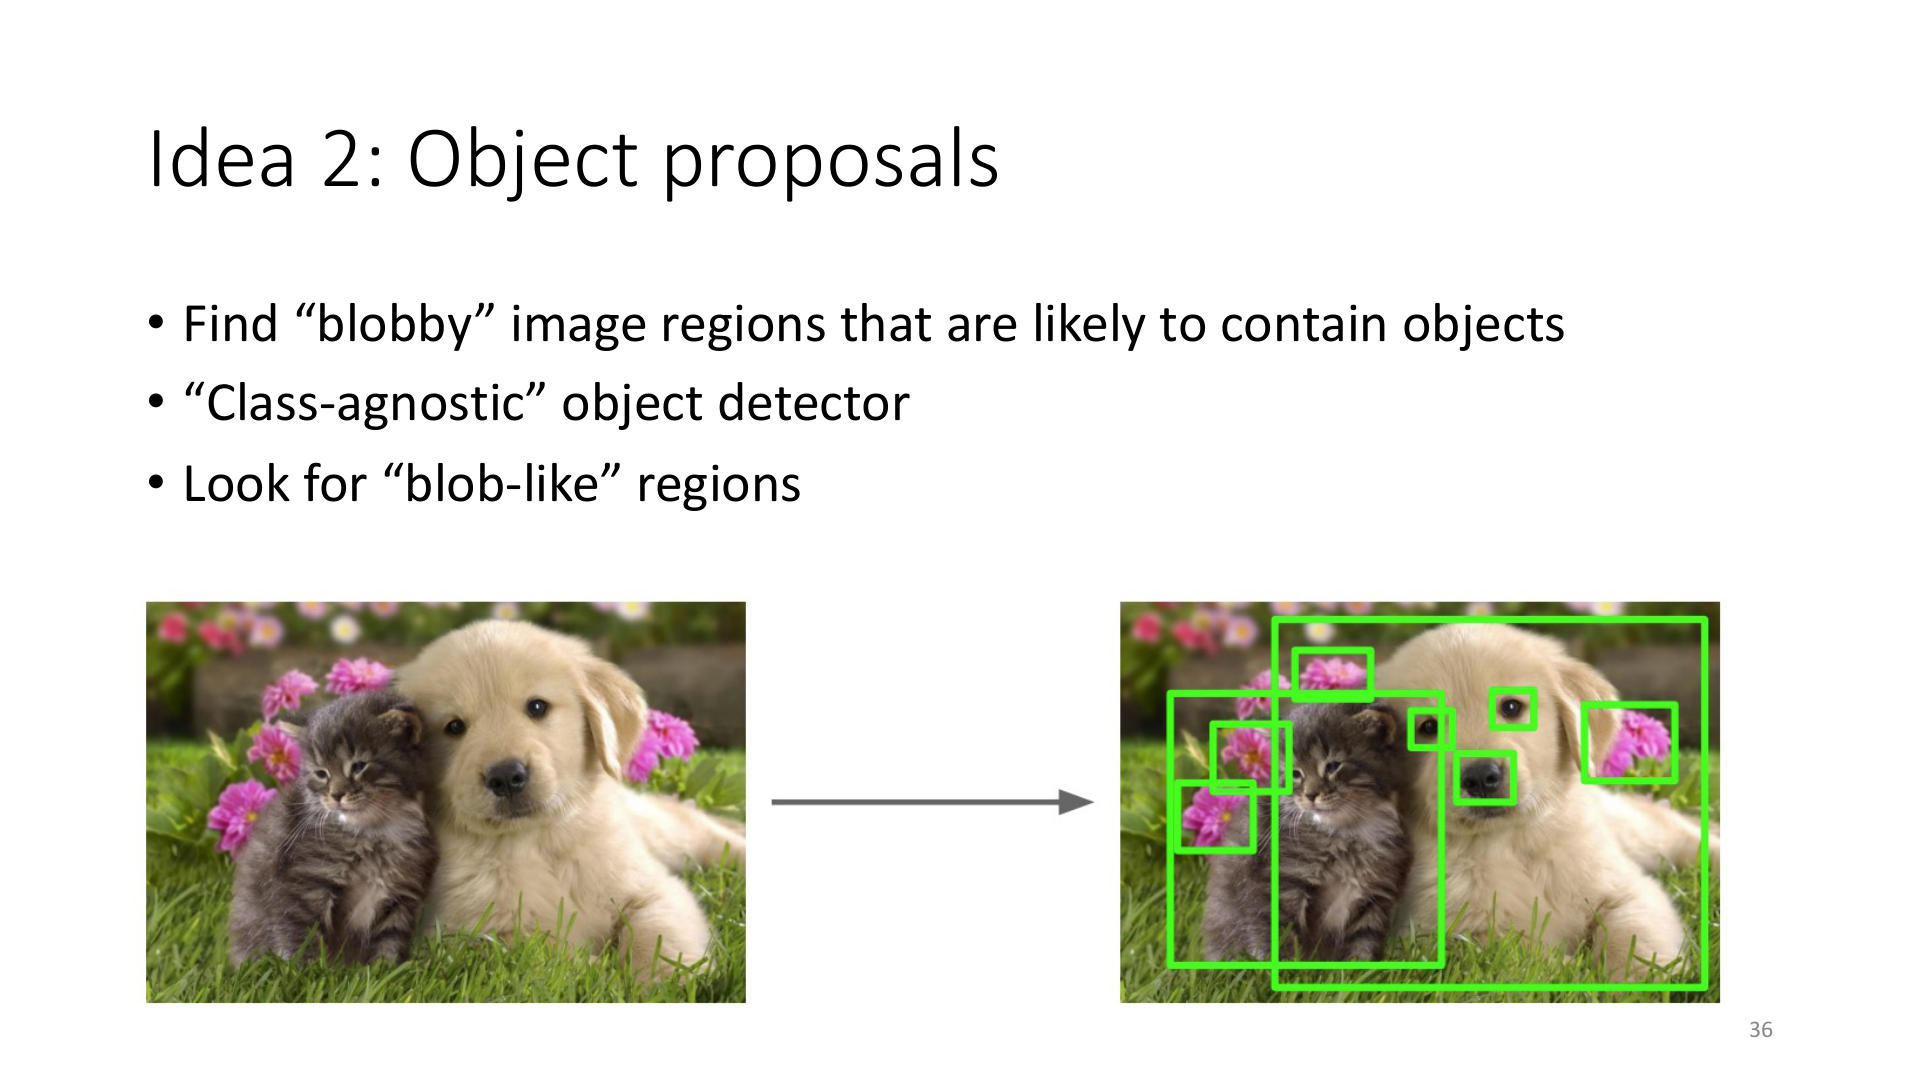 Idea 2: Object proposals
• Find “blobby” image regions that are likely to contain objects
• “Class-agnostic” object detector
• Look for “blob-like” regions
36